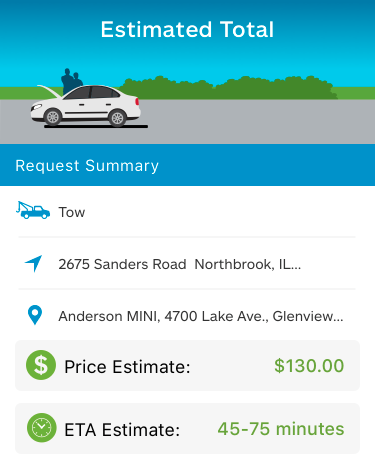 Estimated Total
Request Summary
Tow
2675 Sanders Road  Northbrook, IL...
Anderson MINI, 4700 Lake Ave., Glenview...
$ Price Estimate: $130.00
ETA Estimate: 45-75 minutes